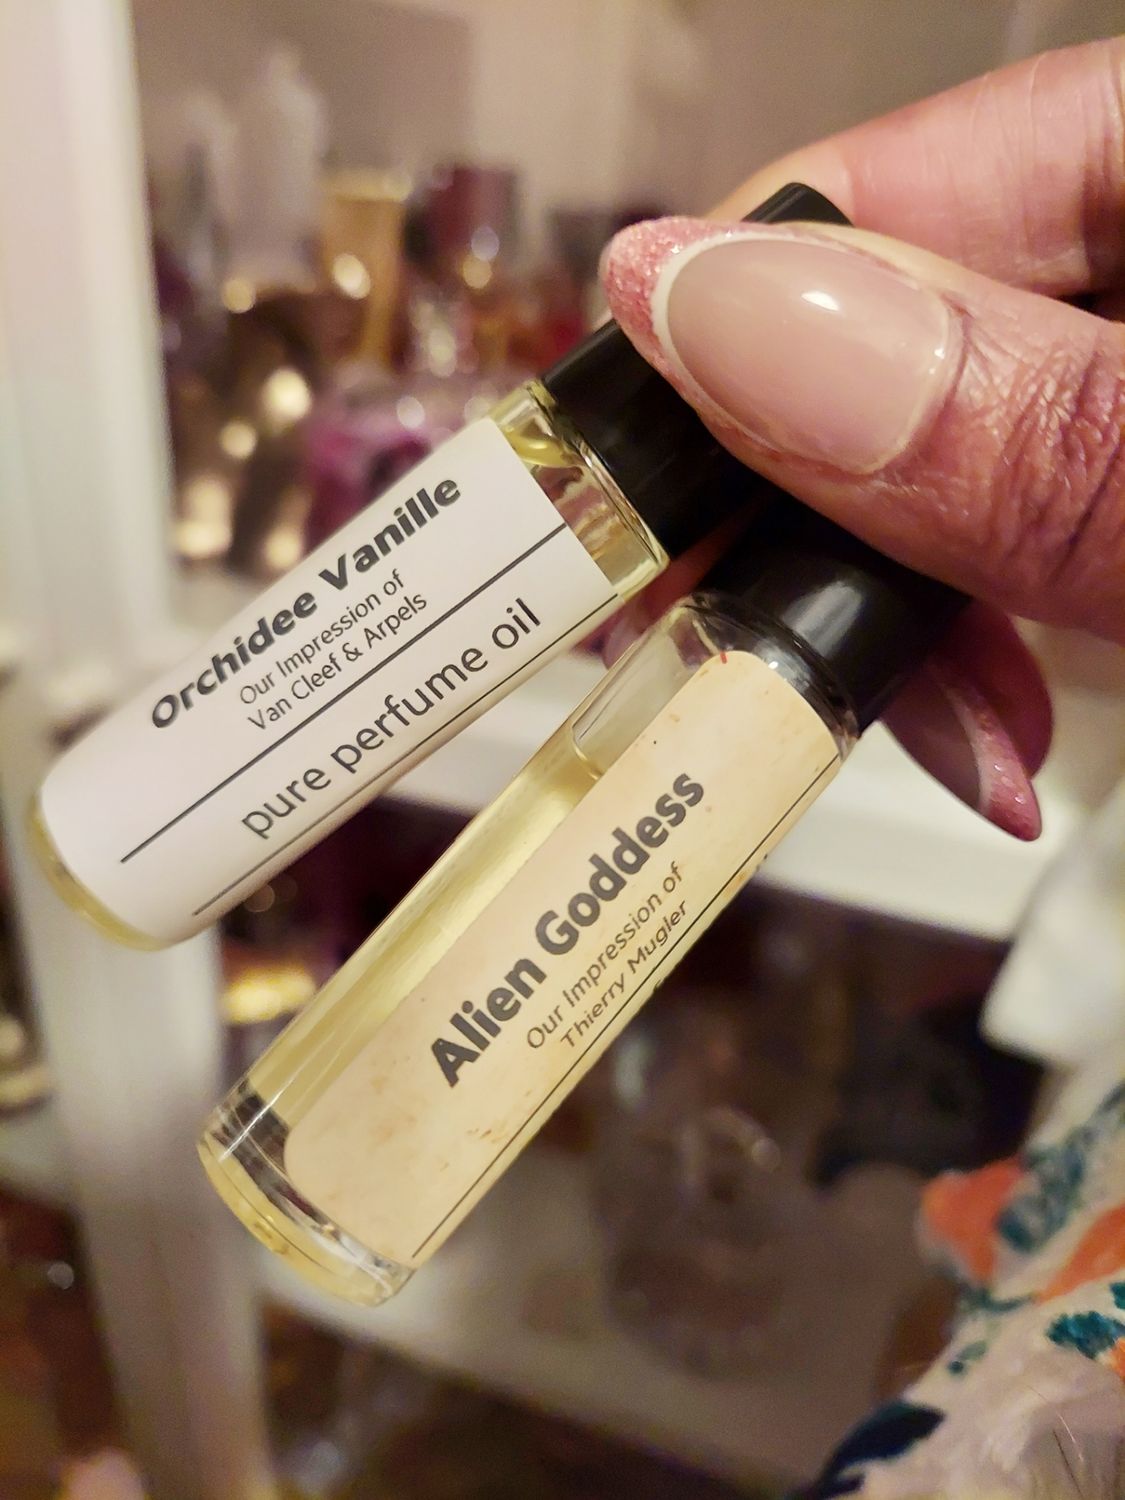 Orchidee Vanille
Our Impression of
Van Cleef & Arpels
pure perfume oil
Alien Goddess
Our Impression of
Thierry Mugler